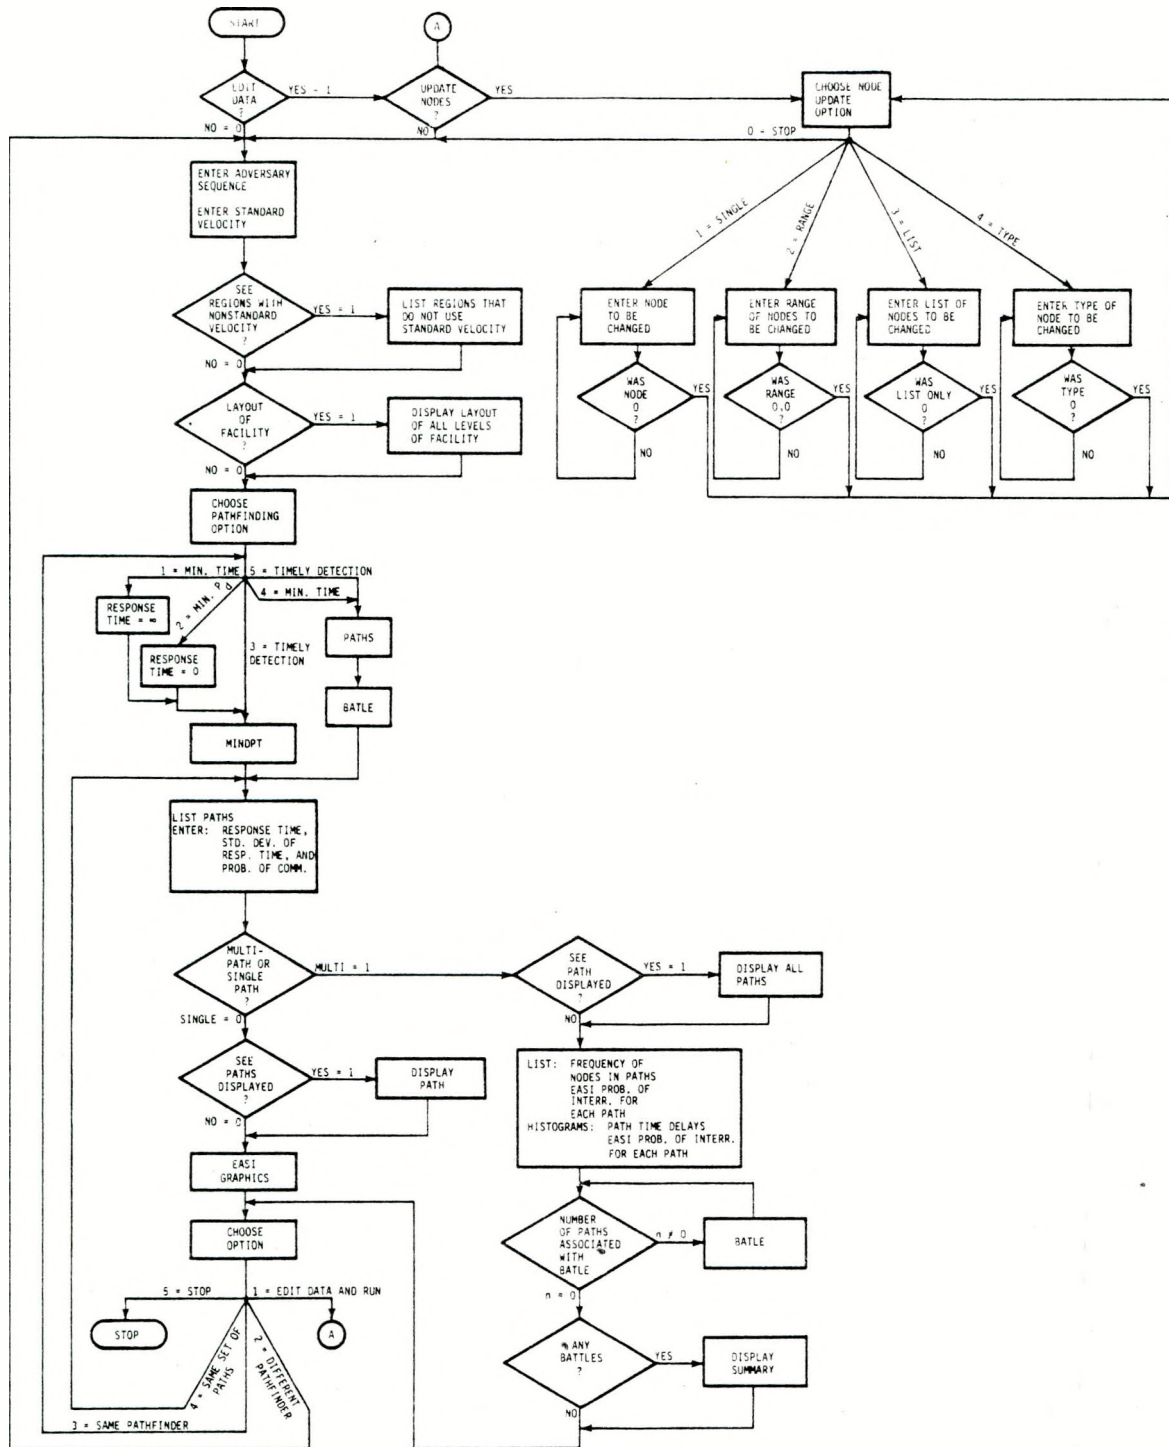 START
A
EDIT
DATA
?
YES - 1
UPDATE
NODES
?
YES
CHOOSE NODE
UPDATE
OPTION
NO = 0
NO
0 - STOP
ENTER ADVERSARY
SEQUENCE
ENTER STANDARD
VELOCITY
1 = SINGLE
2 = RANGE
3 = LIST
4 = TYPE
SEE
REGIONS WITH
NONSTANDARD
VELOCITY
?
YES = 1
LIST REGIONS THAT
DO NOT USE
STANDARD VELOCITY
NO = 0
ENTER NODE
TO BE
CHANGED
ENTER RANGE
OF NODES TO
BE CHANGED
ENTER LIST OF
NODES TO BE
CHANGED
ENTER TYPE OF
NODE TO BE
CHANGED
WAS
NODE
0
?
YES
NO
WAS
RANGE
0,0
?
YES
NO
WAS
LIST ONLY
0
?
YES
NO
WAS
TYPE
0
?
YES
NO
LAYOUT
OF
FACILITY
?
YES = 1
DISPLAY LAYOUT
OF ALL LEVELS
OF FACILITY
NO = 0
CHOOSE
PATHFINDING
OPTION
1 = MIN. TIME
5 = TIMELY DETECTION
2 = MIN. Pd
4 = MIN. TIME
RESPONSE
TIME = ∞
RESPONSE
TIME = 0
3 = TIMELY
DETECTION
PATHS
BATLE
MINDPT
LIST PATHS
ENTER: RESPONSE TIME,
STD. DEV. OF
RESP. TIME, AND
PROB. OF COMM.
MULTI-
PATH OR
SINGLE
PATH
?
MULTI = 1
SINGLE = 0
SEE
PATH
DISPLAYED
?
YES = 1
DISPLAY ALL
PATHS
NO
SEE
PATHS
DISPLAYED
?
YES = 1
DISPLAY
PATH
NO = 0
LIST: FREQUENCY OF
NODES IN PATHS
EASI PROB. OF
INTERR. FOR
EACH PATH
HISTOGRAMS: PATH TIME DELAYS
EASI PROB. OF INTERR.
FOR EACH PATH
EASI
GRAPHICS
CHOOSE
OPTION
NUMBER
OF PATHS
ASSOCIATED
WITH
BATLE
n ≠ 0
BATLE
n = 0
5 = STOP
1 = EDIT DATA AND RUN
STOP
A
4 = SAME SET OF
PATHS
2 = DIFFERENT
PATHFINDER
3 = SAME PATHFINDER
ANY
BATTLES
?
YES
DISPLAY
SUMMARY
NO